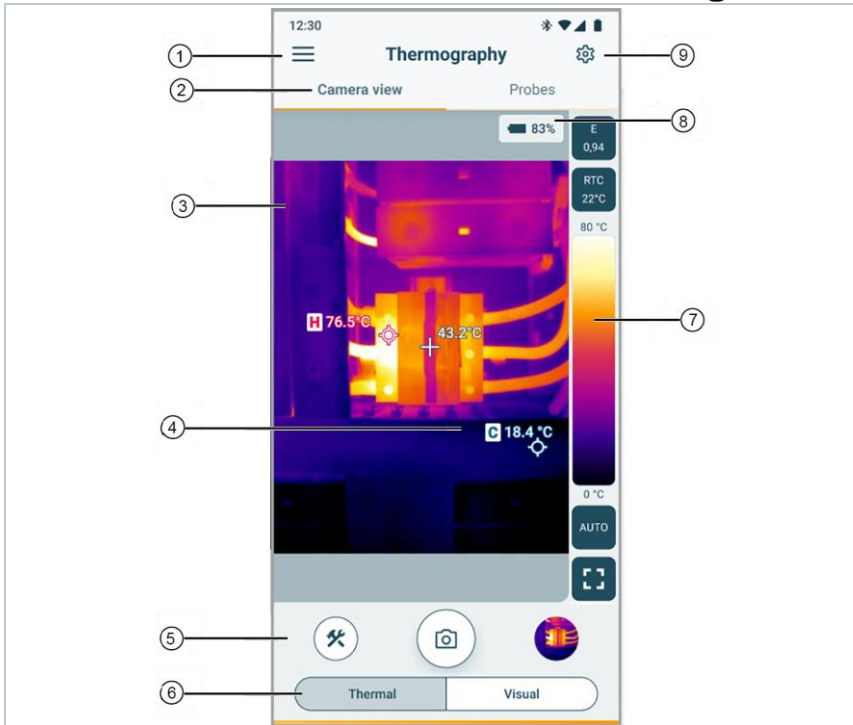 12:30
1
Thermography
9
2
Camera view
Probes
83%
8
E
0,94
RTC
22°C
3
80 °C
H 76.5°C
43.2°C
7
4
C 18.4 °C
0 °C
AUTO
5
6
Thermal
Visual